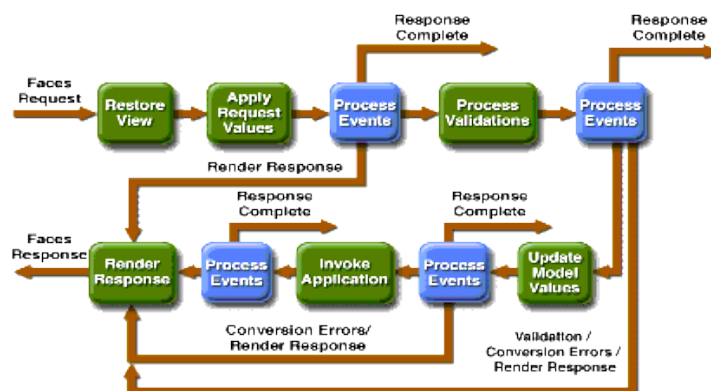 Response
Complete
Response
Complete
Faces
Request
Restore
View
Apply
Request
Values
Process
Events
Process
Validations
Process
Events
Render Response
Response
Complete
Response
Complete
Faces
Response
Render
Response
Process
Events
Invoke
Application
Process
Events
Update
Model
Values
Conversion Errors/
Render Response
Validation /
Conversion Errors /
Render Response